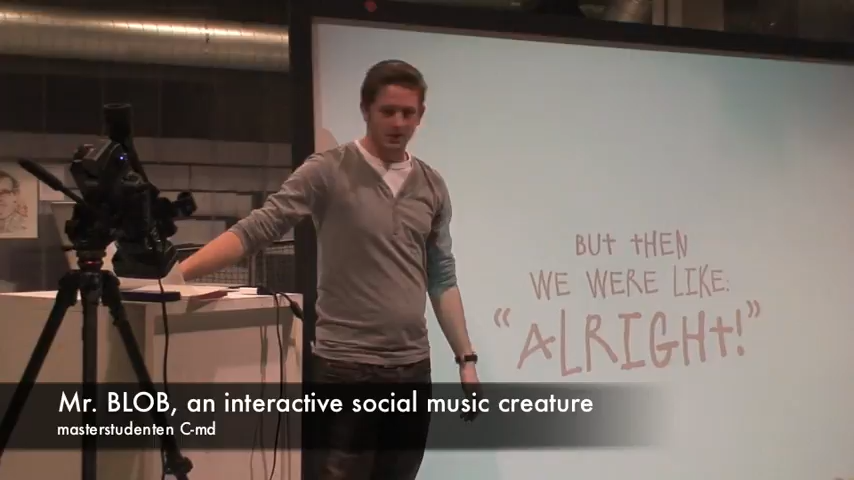 BUT THEN
WE WERE LIKE:
“ALRIGHT!”
Mr. BLOB, an interactive social music creature
masterstudenten C-md